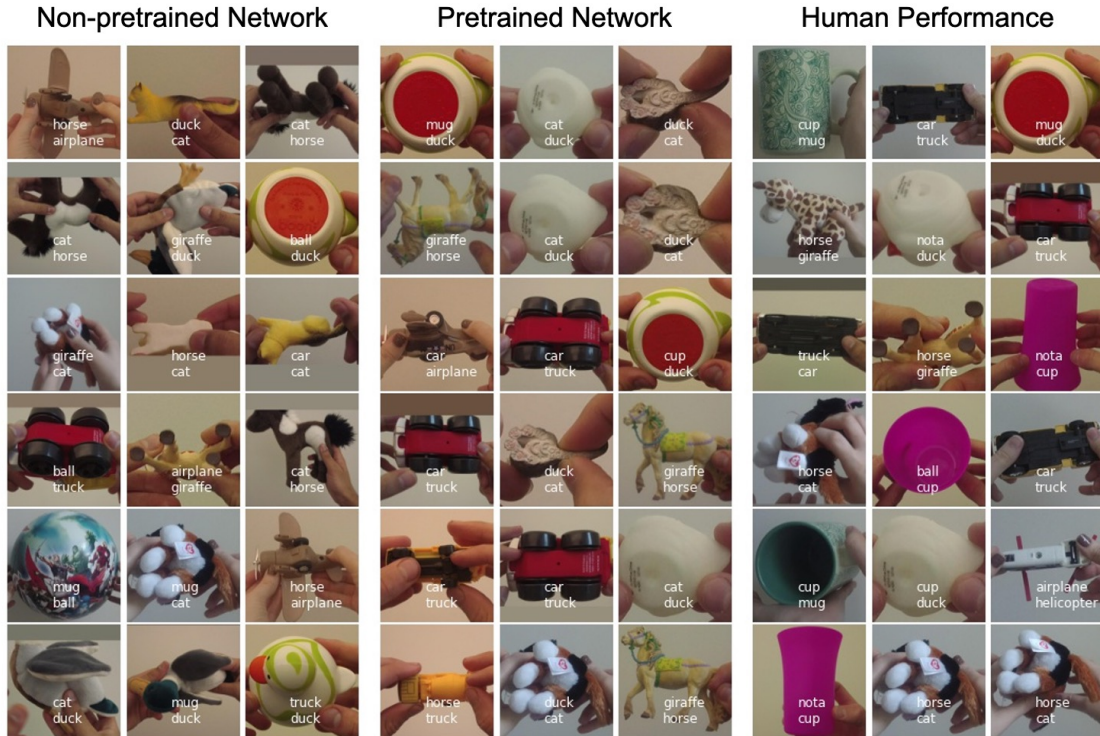 Non-pretrained Network
Pretrained Network
Human Performance
horse
airplane
duck
cat
cat
horse
mug
duck
cat
duck
duck
cat
cup
mug
car
truck
mug
duck
cat
horse
giraffe
duck
ball
duck
giraffe
horse
cat
duck
duck
cat
horse
giraffe
nota
duck
car
truck
giraffe
cat
horse
cat
car
cat
car
airplane
car
truck
cup
duck
truck
car
horse
giraffe
nota
cup
ball
truck
airplane
giraffe
cat
horse
car
truck
duck
cat
giraffe
horse
horse
cat
ball
cup
car
truck
mug
ball
mug
cat
horse
airplane
car
truck
car
truck
cat
duck
cup
mug
cup
duck
airplane
helicopter
cat
duck
mug
duck
truck
duck
horse
truck
duck
cat
giraffe
horse
nota
cup
horse
cat
horse
cat